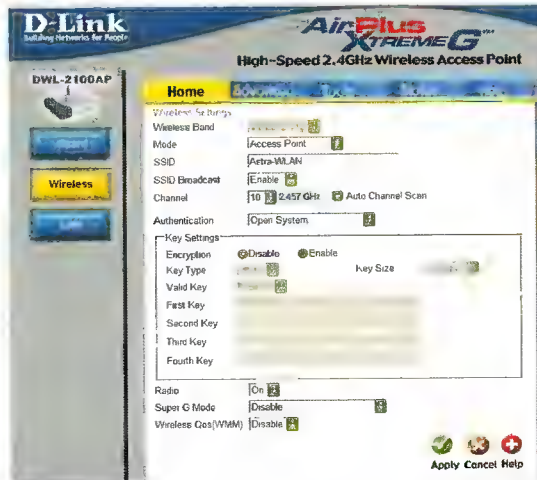 D-Link
Building Networks for People
AirPlus
XTREME G™
High-Speed 2.4GHz Wireless Access Point
DWL-2100AP
Home
Wireless
Wireless Settings
Wireless Band
Mode Access Point
SSID Astra-WLAN
SSID Broadcast Enable
Channel 10 2.457 GHz Auto Channel Scan
Authentication Open System
Key Settings
Encryption Disable Enable
Key Type Key Size
Valid Key
First Key
Second Key
Third Key
Fourth Key
Radio On
Super G Mode Disable
Wireless Qos(WMM) Disable
Apply Cancel Help